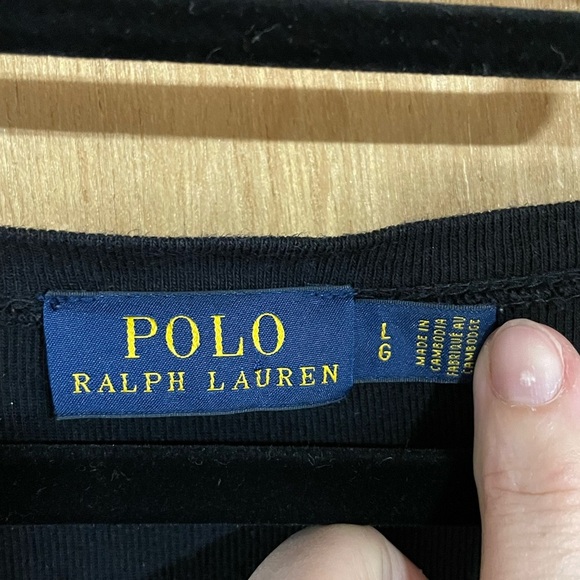 POLO
RALPH LAUREN
L
G
MADE IN
CAMBODIA
FABRIQUÉ AU
CAMBODGE